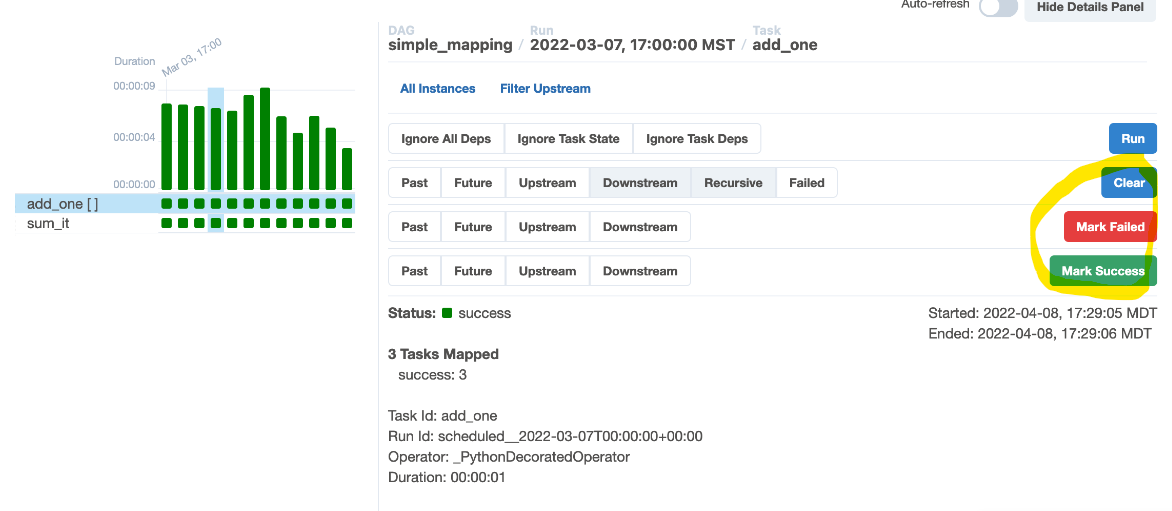 Auto-refresh Hide Details Panel
DAG Run Task
simple_mapping / 2022-03-07, 17:00:00 MST / add_one
Mar 03, 17:00
Duration
00:00:09
00:00:04
00:00:00
add_one [ ]
sum_it
All Instances Filter Upstream
Ignore All Deps Ignore Task State Ignore Task Deps Run
Past Future Upstream Downstream Recursive Failed Clear
Past Future Upstream Downstream Mark Failed
Past Future Upstream Downstream Mark Success
Status: success Started: 2022-04-08, 17:29:05 MDT
Ended: 2022-04-08, 17:29:06 MDT
3 Tasks Mapped
success: 3
Task Id: add_one
Run Id: scheduled__2022-03-07T00:00:00+00:00
Operator: _PythonDecoratedOperator
Duration: 00:00:01